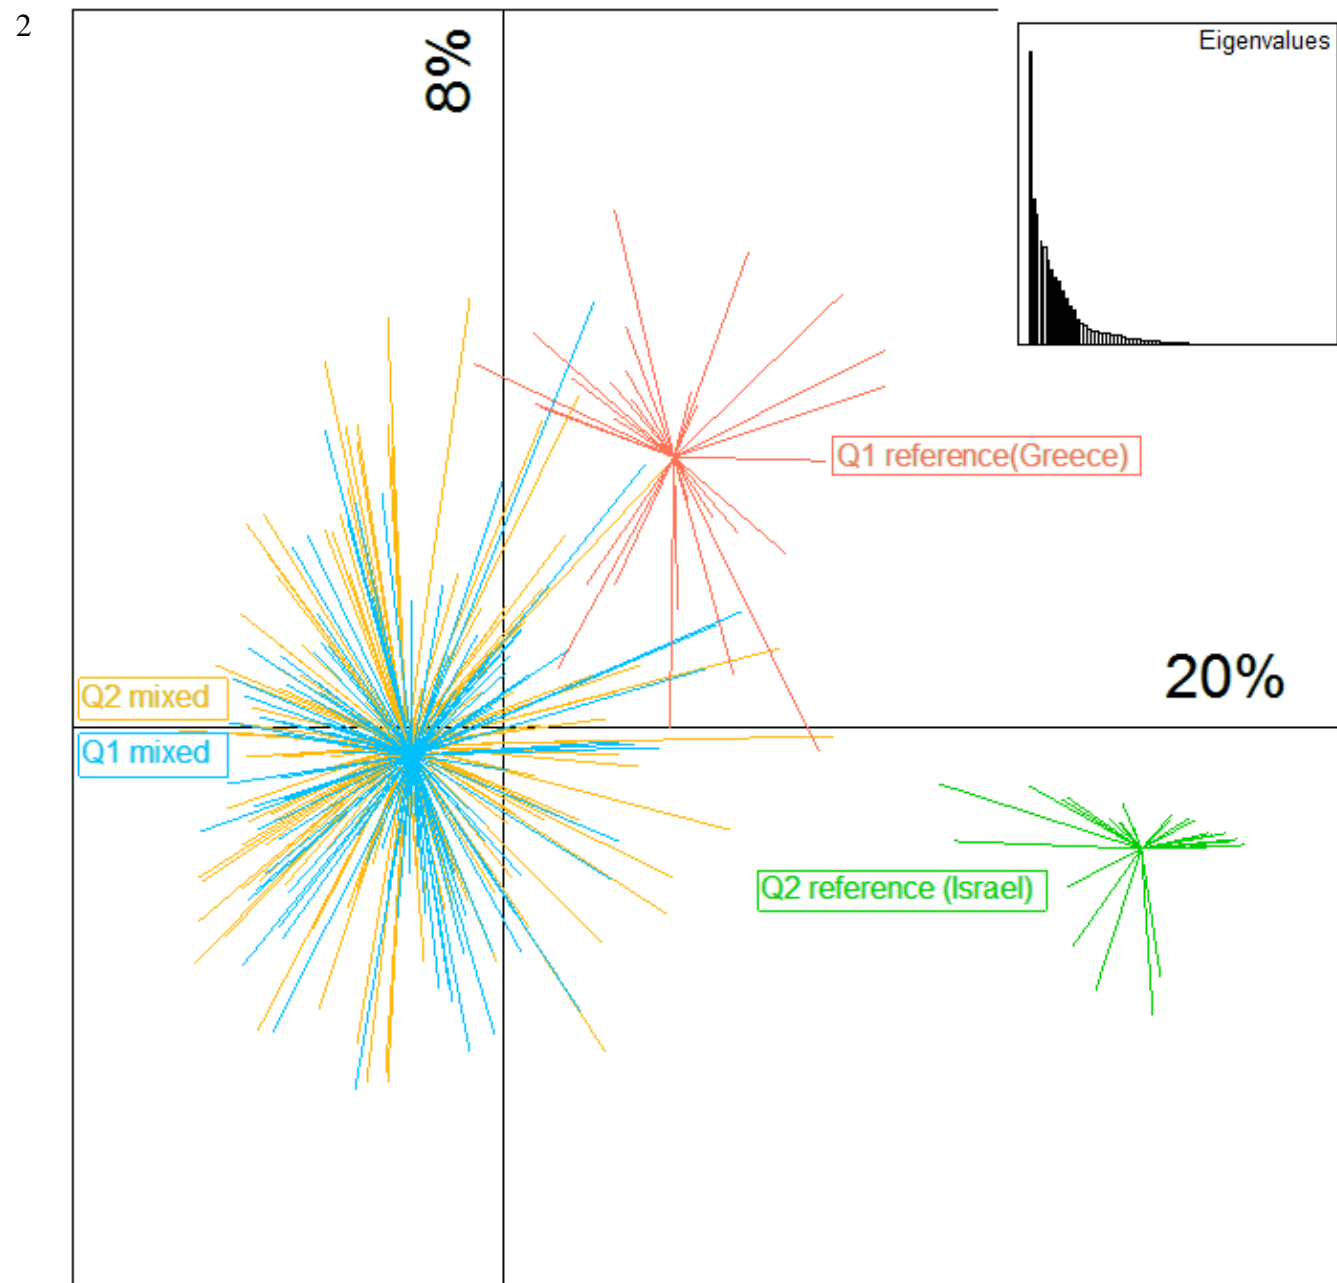 2
8%
Eigenvalues
Q1 reference(Greece)
20%
Q2 mixed
Q1 mixed
Q2 reference (Israel)